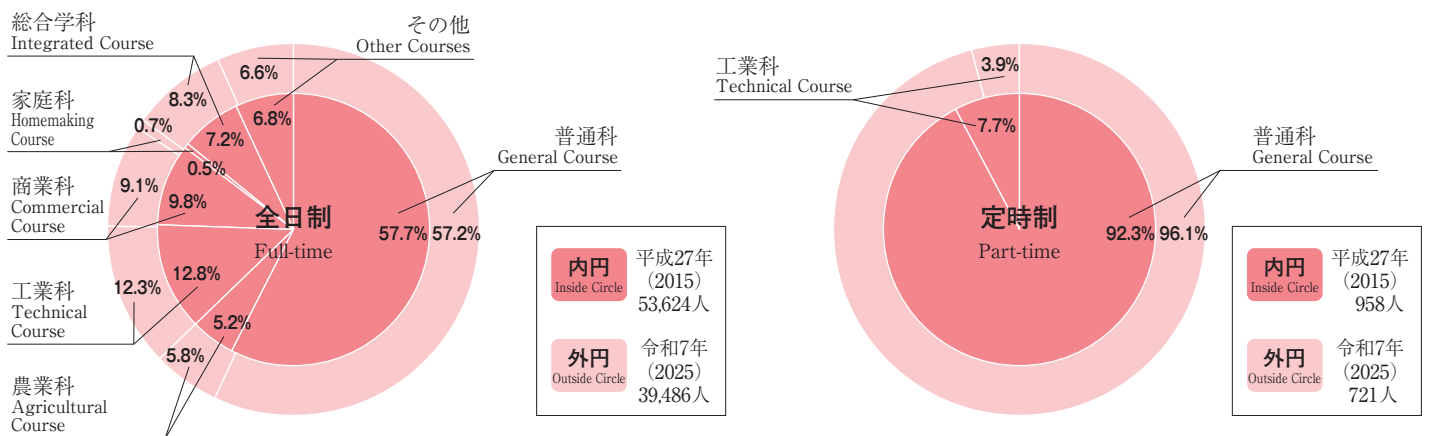 総合学科
Integrated Course
その他
Other Courses
6.6%
8.3%
家庭科
Homemaking
Course
0.7%
6.8%
7.2%
0.5%
普通科
General Course
商業科
Commercial
Course
9.1%
9.8%
全日制
Full-time
57.7%
57.2%
工業科
Technical
Course
12.3%
12.8%
農業科
Agricultural
Course
5.8%
5.2%
内円
Inside Circle
平成27年
(2015)
53,624人
外円
Outside Circle
令和7年
(2025)
39,486人
工業科
Technical Course
3.9%
7.7%
普通科
General Course
定時制
Part-time
92.3%
96.1%
内円
Inside Circle
平成27年
(2015)
958人
外円
Outside Circle
令和7年
(2025)
721人